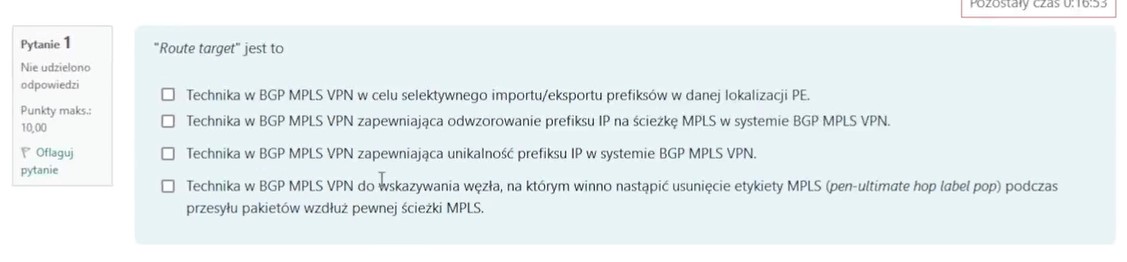 Pozostały czas 0:16:53
Pytanie 1
Nie udzielono
odpowiedzi
Punkty maks.:
10,00
Oflaguj
pytanie
"Route target" jest to
Technika w BGP MPLS VPN w celu selektywnego importu/eksportu prefiksów w danej lokalizacji PE.
Technika w BGP MPLS VPN zapewniająca odwzorowanie prefiksu IP na ścieżkę MPLS w systemie BGP MPLS VPN.
Technika w BGP MPLS VPN zapewniająca unikalność prefiksu IP w systemie BGP MPLS VPN.
Technika w BGP MPLS VPN do wskazywania węzła, na którym winno nastąpić usunięcie etykiety MPLS (pen-ultimate hop label pop) podczas
przesyłu pakietów wzdłuż pewnej ścieżki MPLS.